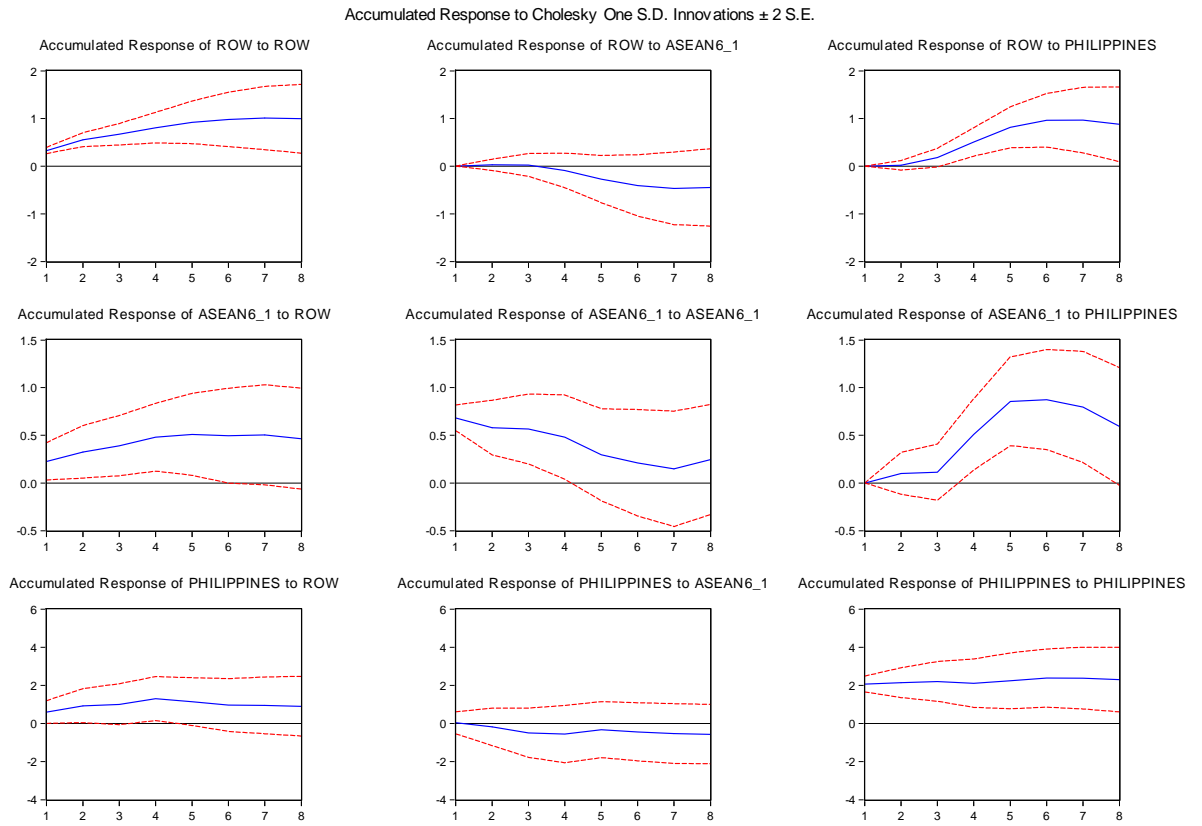 Accumulated Response to Cholesky One S.D. Innovations ± 2 S.E.
Accumulated Response of ROW to ROW
2
1
0
-1
-2
1 2 3 4 5 6 7 8
Accumulated Response of ROW to ASEAN6_1
2
1
0
-1
-2
1 2 3 4 5 6 7 8
Accumulated Response of ROW to PHILIPPINES
2
1
0
-1
-2
1 2 3 4 5 6 7 8
Accumulated Response of ASEAN6_1 to ROW
1.5
1.0
0.5
0.0
-0.5
1 2 3 4 5 6 7 8
Accumulated Response of ASEAN6_1 to ASEAN6_1
1.5
1.0
0.5
0.0
-0.5
1 2 3 4 5 6 7 8
Accumulated Response of ASEAN6_1 to PHILIPPINES
1.5
1.0
0.5
0.0
-0.5
1 2 3 4 5 6 7 8
Accumulated Response of PHILIPPINES to ROW
6
4
2
0
-2
-4
1 2 3 4 5 6 7 8
Accumulated Response of PHILIPPINES to ASEAN6_1
6
4
2
0
-2
-4
1 2 3 4 5 6 7 8
Accumulated Response of PHILIPPINES to PHILIPPINES
6
4
2
0
-2
-4
1 2 3 4 5 6 7 8